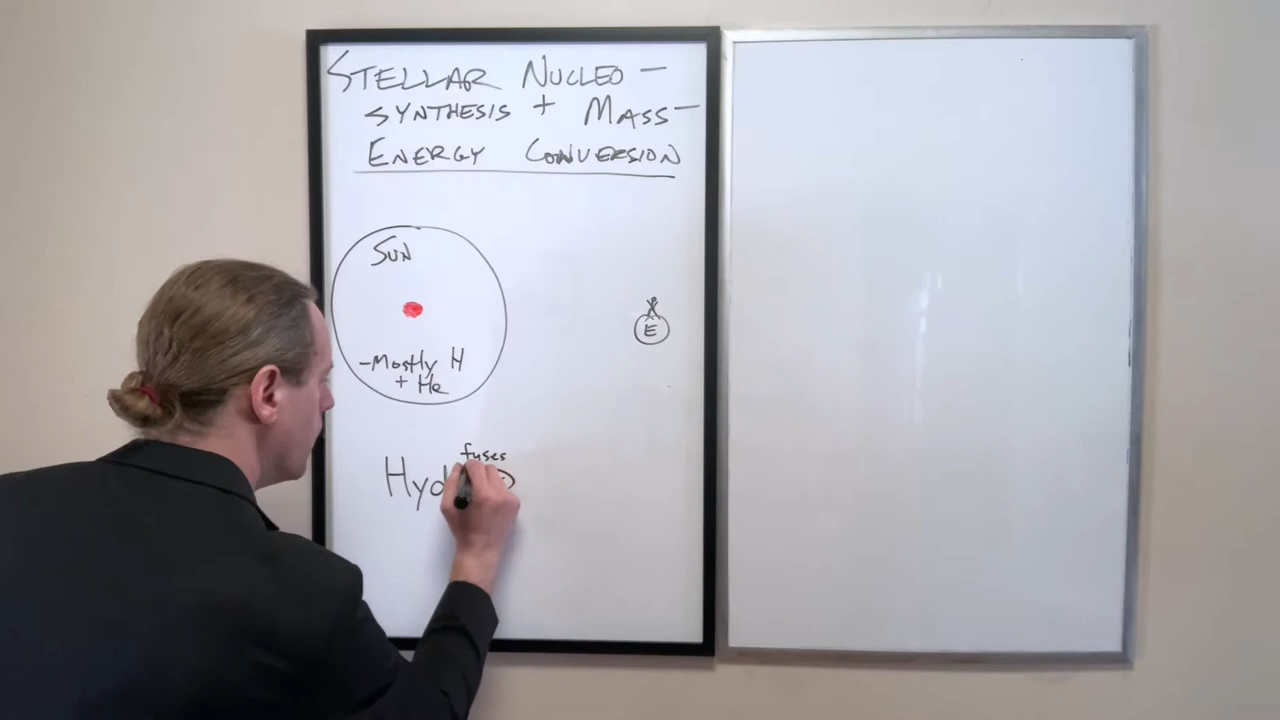 STELLAR NUCLEO-
SYNTHESIS + MASS-
ENERGY CONVERSION
SUN
-Mostly H
+ He
E
fuses